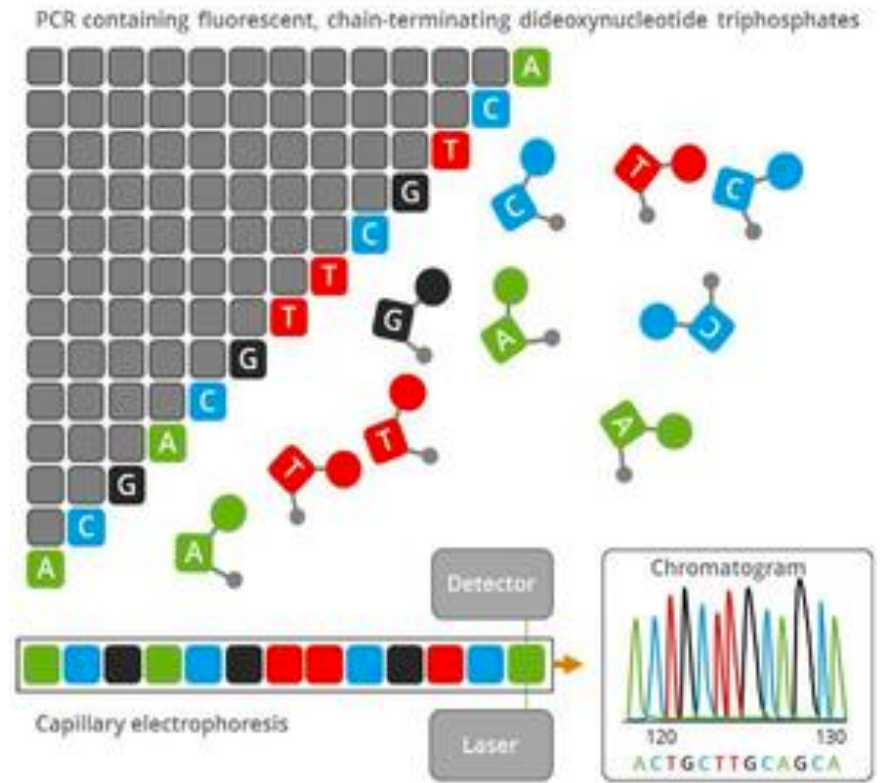 PCR containing fluorescent, chain-terminating dideoxynucleotide triphosphates
A
C
T
G
C
T
T
G
C
A
G
C
A
C
T
C
G
A
C
T
T
A
A
Detector
Chromatogram
Capillary electrophoresis
Laser
120 130
ACTGCTTGCAGCA